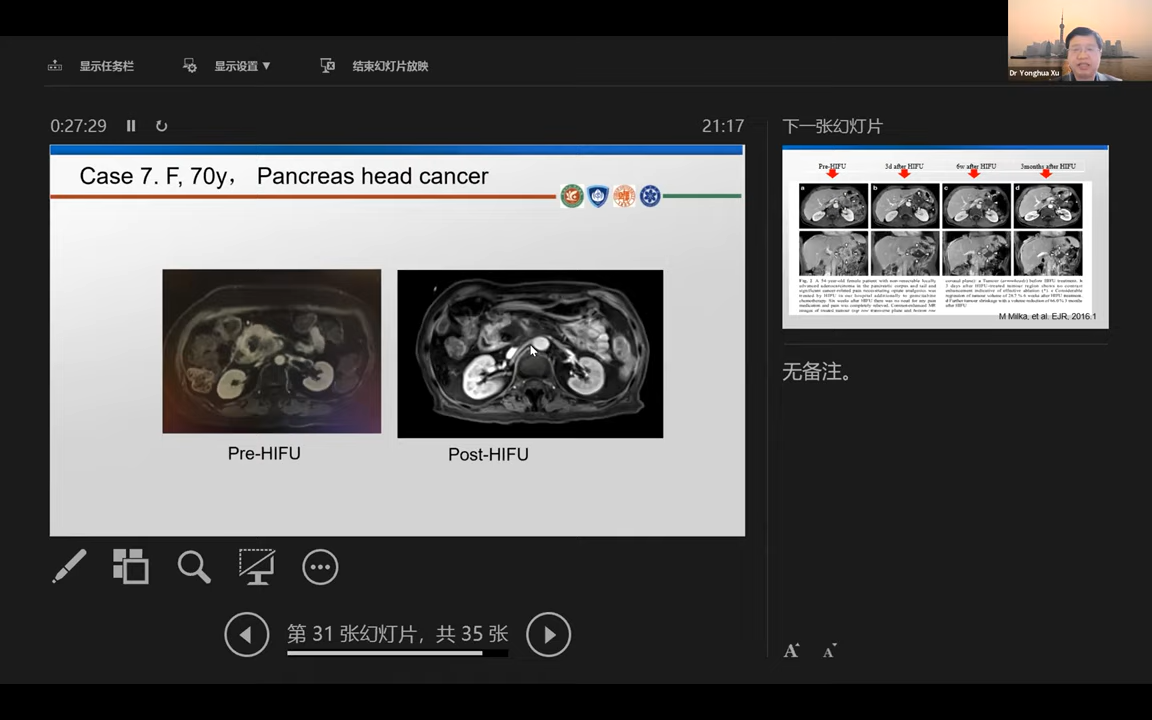 显示任务栏
显示设置 ▼
结束幻灯片放映
Dr Yonghua Xu
0:27:29
21:17
下一张幻灯片
Case 7. F, 70y， Pancreas head cancer
Pre-HIFU
Post-HIFU
Pre-HIFU 3d after HIFU 6w after HIFU 3months after HIFU
a b c d
M Milka, et al. EJR, 2016.1
无备注。
第 31 张幻灯片，共 35 张
A A